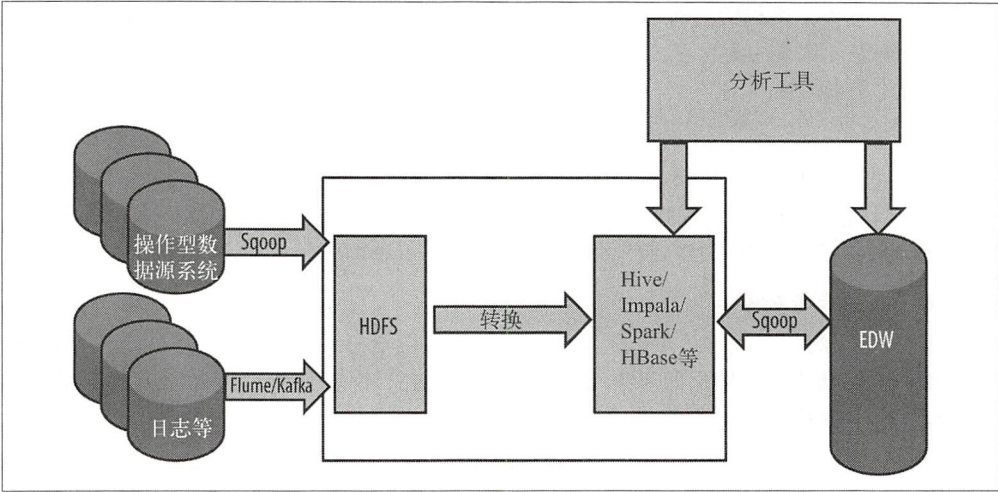 分析工具
操作型数
据源系统
Sqoop
HDFS
转换
Hive/
Impala/
Spark/
HBase等
Sqoop
EDW
Flume/Kafka
日志等